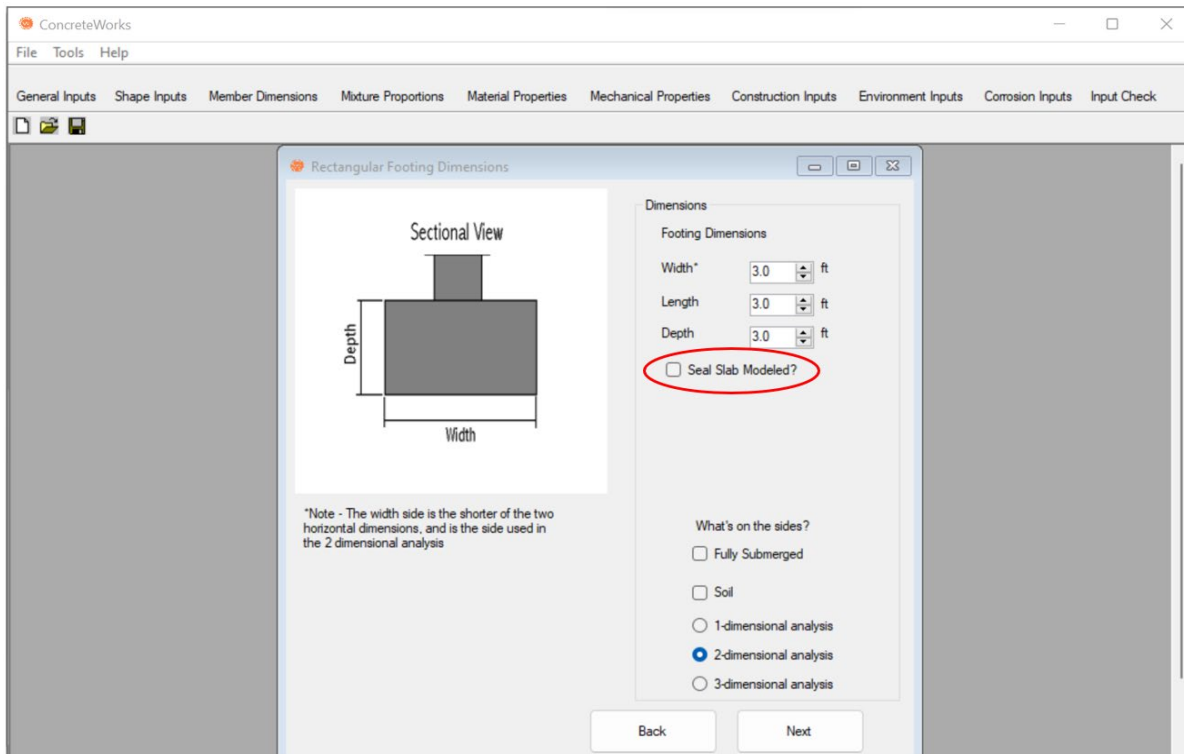 ConcreteWorks
File Tools Help
General Inputs Shape Inputs Member Dimensions Mixture Proportions Material Properties Mechanical Properties Construction Inputs Environment Inputs Corrosion Inputs Input Check
Rectangular Footing Dimensions
Sectional View
Depth
Width
*Note - The width side is the shorter of the two
horizontal dimensions, and is the side used in
the 2 dimensional analysis
Dimensions
Footing Dimensions
Width* 3.0 ft
Length 3.0 ft
Depth 3.0 ft
Seal Slab Modeled?
What's on the sides?
Fully Submerged
Soil
1-dimensional analysis
2-dimensional analysis
3-dimensional analysis
Back Next